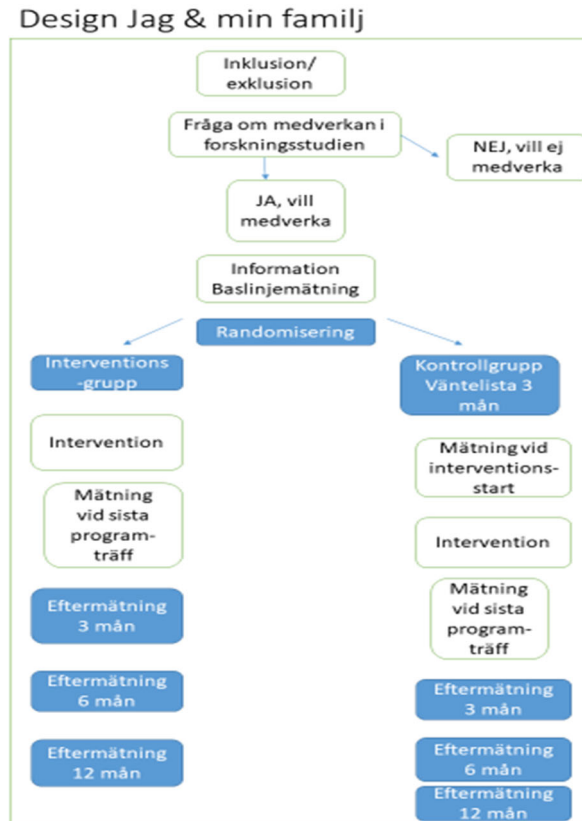 Design Jag & min familj
Inklusion/
exklusion
Fråga om medverkan i
forskningsstudien
NEJ, vill ej
medverka
JA, vill
medverka
Information
Baslinjemätning
Randomisering
Interventions
-grupp
Intervention
Mätning
vid sista
program-
träff
Eftermätning
3 mån
Eftermätning
6 mån
Eftermätning
12 mån
Kontrollgrupp
Väntelista 3
mån
Mätning vid
interventions-
start
Intervention
Mätning
vid sista
program-
träff
Eftermätning
3 mån
Eftermätning
6 mån
Eftermätning
12 mån